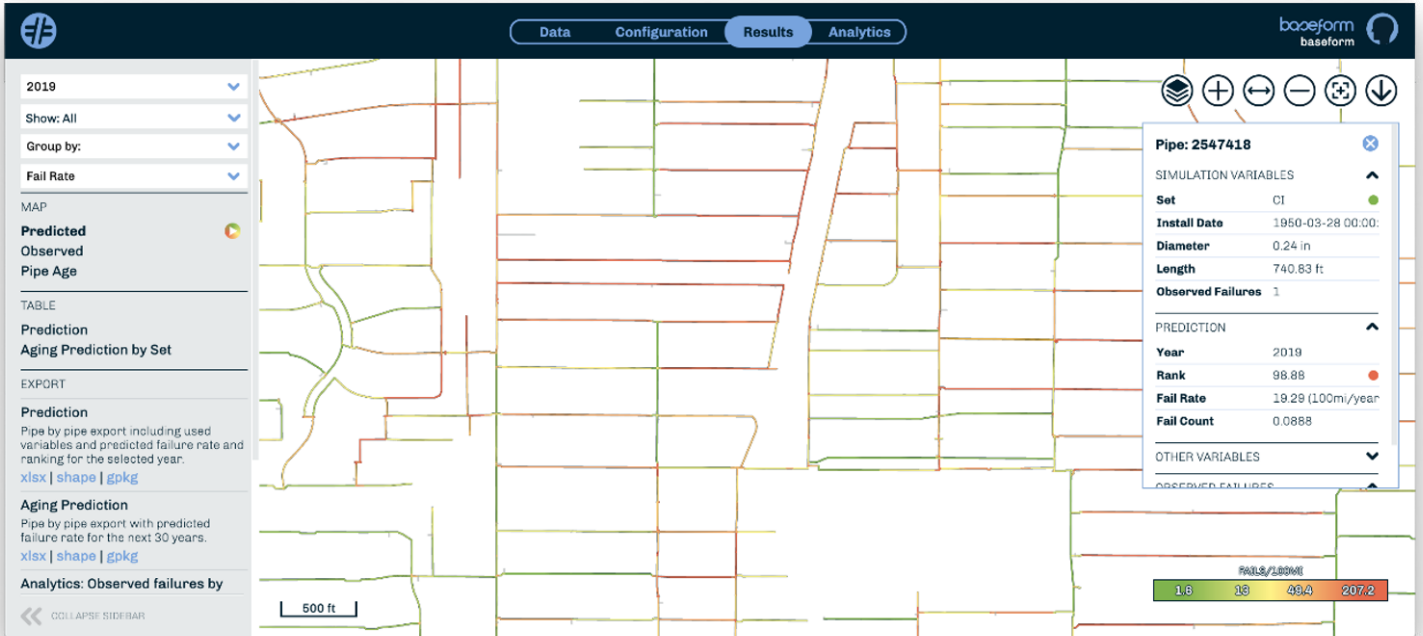 Data
Configuration
Results
Analytics
baseform
baseform
2019
Show: All
Group by:
Fail Rate
MAP
Predicted
Observed
Pipe Age
TABLE
Prediction
Aging Prediction by Set
EXPORT
Prediction
Pipe by pipe export including used
variables and predicted failure rate and
ranking for the selected year.
xlsx | shape | gpkg
Aging Prediction
Pipe by pipe export with predicted
failure rate for the next 30 years.
xlsx | shape | gpkg
Analytics: Observed failures by
COLLAPSE SIDEBAR
500 ft
Pipe: 2547418
SIMULATION VARIABLES
Set CI
Install Date 1950-03-28 00:00:
Diameter 0.24 in
Length 740.83 ft
Observed Failures 1
PREDICTION
Year 2019
Rank 98.88
Fail Rate 19.29 (100mi/year
Fail Count 0.0888
OTHER VARIABLES
OBSERVED FAILURES
FAILS/100MI
1.8 13 49.4 207.2